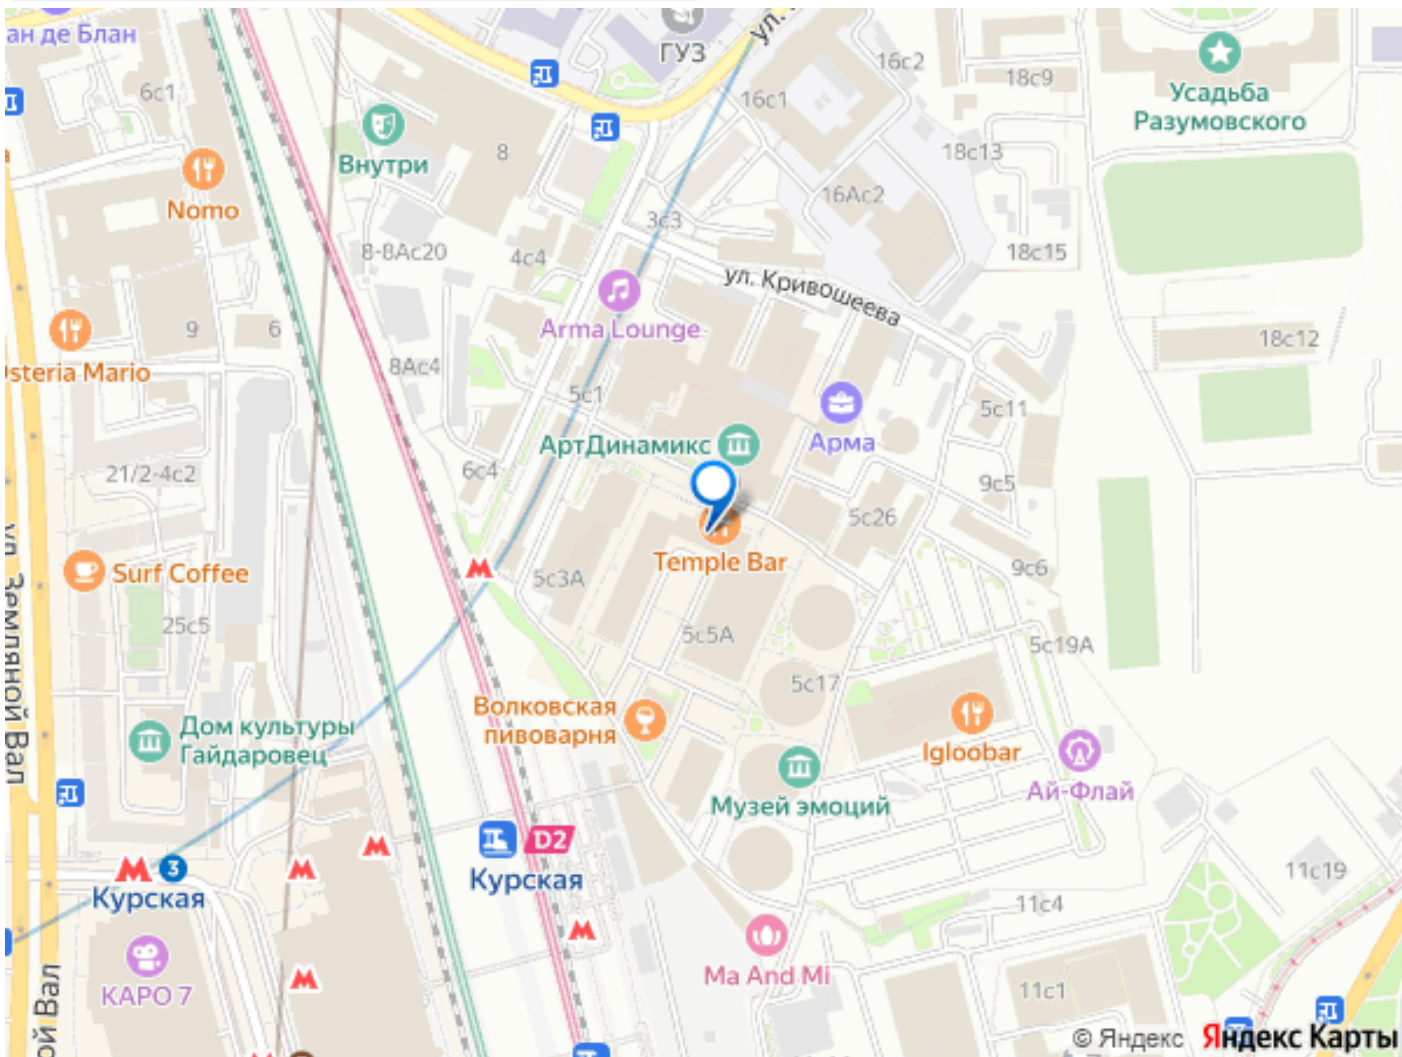 ан де Блан
ГУЗ
ул.
16с2
18с9
Усадьба
Разумовского
6с1
16с1
Внутри
8
18с13
Nomo
16Ас2
3с3
8-8Ас20
4с4
18с15
ул. Кривошеева
Arma Lounge
9
6
18с12
steria Mario
8Ас4
5с1
5с11
АртДинамикс
Арма
21/2-4с2
6с4
9с5
5с26
Temple Bar
Surf Coffee
5с3А
9с6
ул. Земляной Вал
25с5
5с5А
5с19А
5с17
Волковская
пивоварня
Дом культуры
Гайдаровец
Igloobar
Ай-Флай
Музей эмоций
D2
3
Курская
Курская
11с19
11с4
Ma And Mi
КАРО 7
11с1
ой Вал
© Яндекс Яндекс Карты